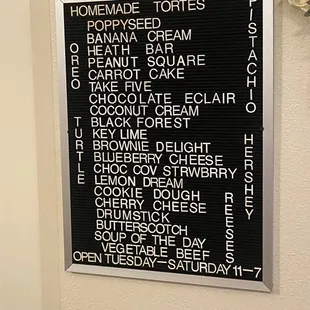 HOMEMADE TORTES
POPPYSEED
BANANA CREAM
HEATH BAR
PEANUT SQUARE
CARROT CAKE
TAKE FIVE
CHOCOLATE ECLAIR
COCONUT CREAM
BLACK FOREST
KEY LIME
BROWNIE DELIGHT
BLUEBERRY CHEESE
CHOC COV STRWBRRY
LEMON DREAM
COOKIE DOUGH
CHERRY CHEESE
DRUMSTICK
BUTTERSCOTCH
SOUP OF THE DAY
VEGETABLE BEEF
OPEN TUESDAY-SATURDAY 11-7
OREO
TURTLE
PISTACHIO
HERSHEY
REESES